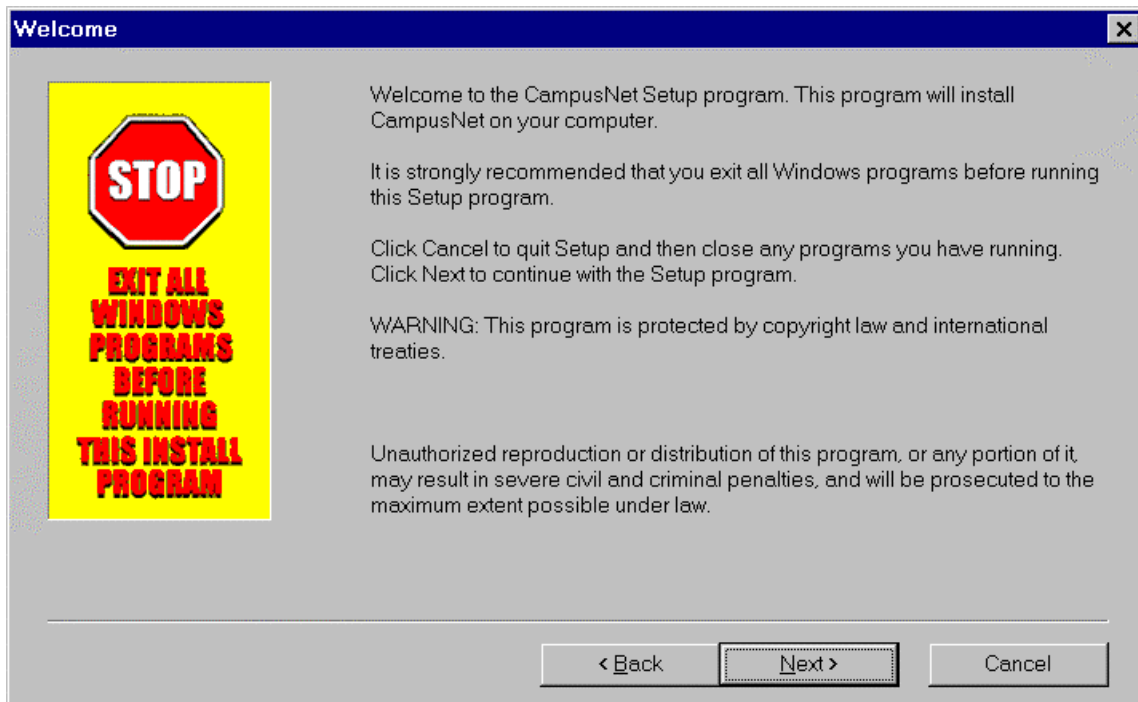 Welcome
STOP
EXIT ALL
WINDOWS
PROGRAMS
BEFORE
RUNNING
THIS INSTALL
PROGRAM
Welcome to the CampusNet Setup program. This program will install
CampusNet on your computer.
It is strongly recommended that you exit all Windows programs before running
this Setup program.
Click Cancel to quit Setup and then close any programs you have running.
Click Next to continue with the Setup program.
WARNING: This program is protected by copyright law and international
treaties.
Unauthorized reproduction or distribution of this program, or any portion of it,
may result in severe civil and criminal penalties, and will be prosecuted to the
maximum extent possible under law.
< Back
Next >
Cancel